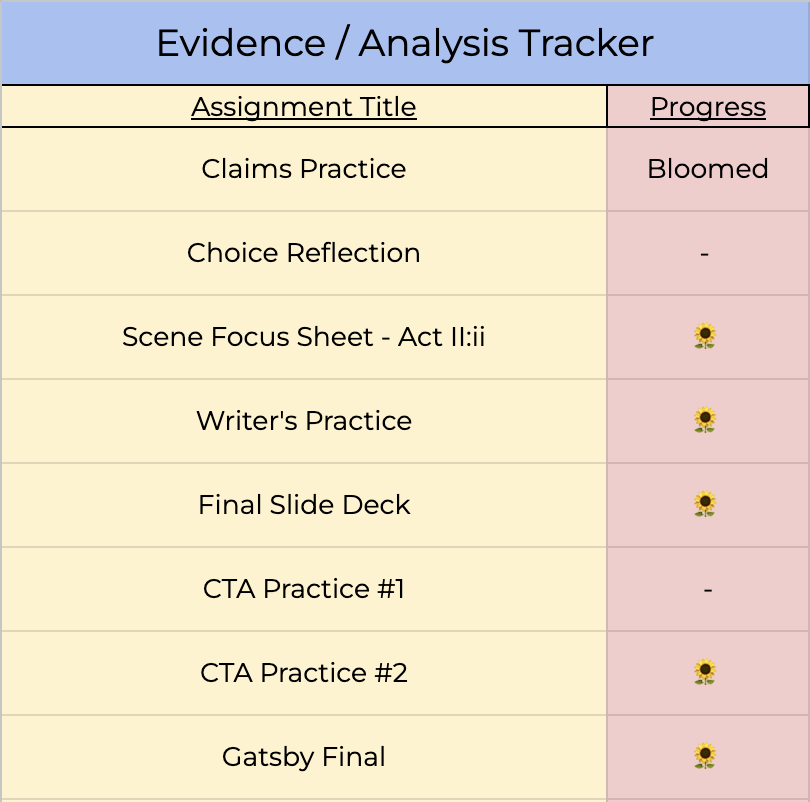 Evidence / Analysis Tracker
Assignment Title Progress
Claims Practice Bloomed
Choice Reflection -
Scene Focus Sheet - Act II:ii 🌻
Writer's Practice 🌻
Final Slide Deck 🌻
CTA Practice #1 -
CTA Practice #2 🌻
Gatsby Final 🌻